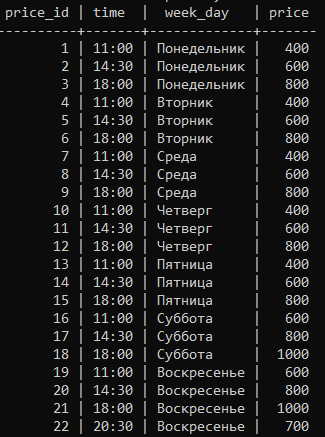 price_id | time | week_day | price
---------+-------+-------------+-------
1 | 11:00 | Понедельник | 400
2 | 14:30 | Понедельник | 600
3 | 18:00 | Понедельник | 800
4 | 11:00 | Вторник | 400
5 | 14:30 | Вторник | 600
6 | 18:00 | Вторник | 800
7 | 11:00 | Среда | 400
8 | 14:30 | Среда | 600
9 | 18:00 | Среда | 800
10 | 11:00 | Четверг | 400
11 | 14:30 | Четверг | 600
12 | 18:00 | Четверг | 800
13 | 11:00 | Пятница | 400
14 | 14:30 | Пятница | 600
15 | 18:00 | Пятница | 800
16 | 11:00 | Суббота | 600
17 | 14:30 | Суббота | 800
18 | 18:00 | Суббота | 1000
19 | 11:00 | Воскресенье | 600
20 | 14:30 | Воскресенье | 800
21 | 18:00 | Воскресенье | 1000
22 | 20:30 | Воскресенье | 700